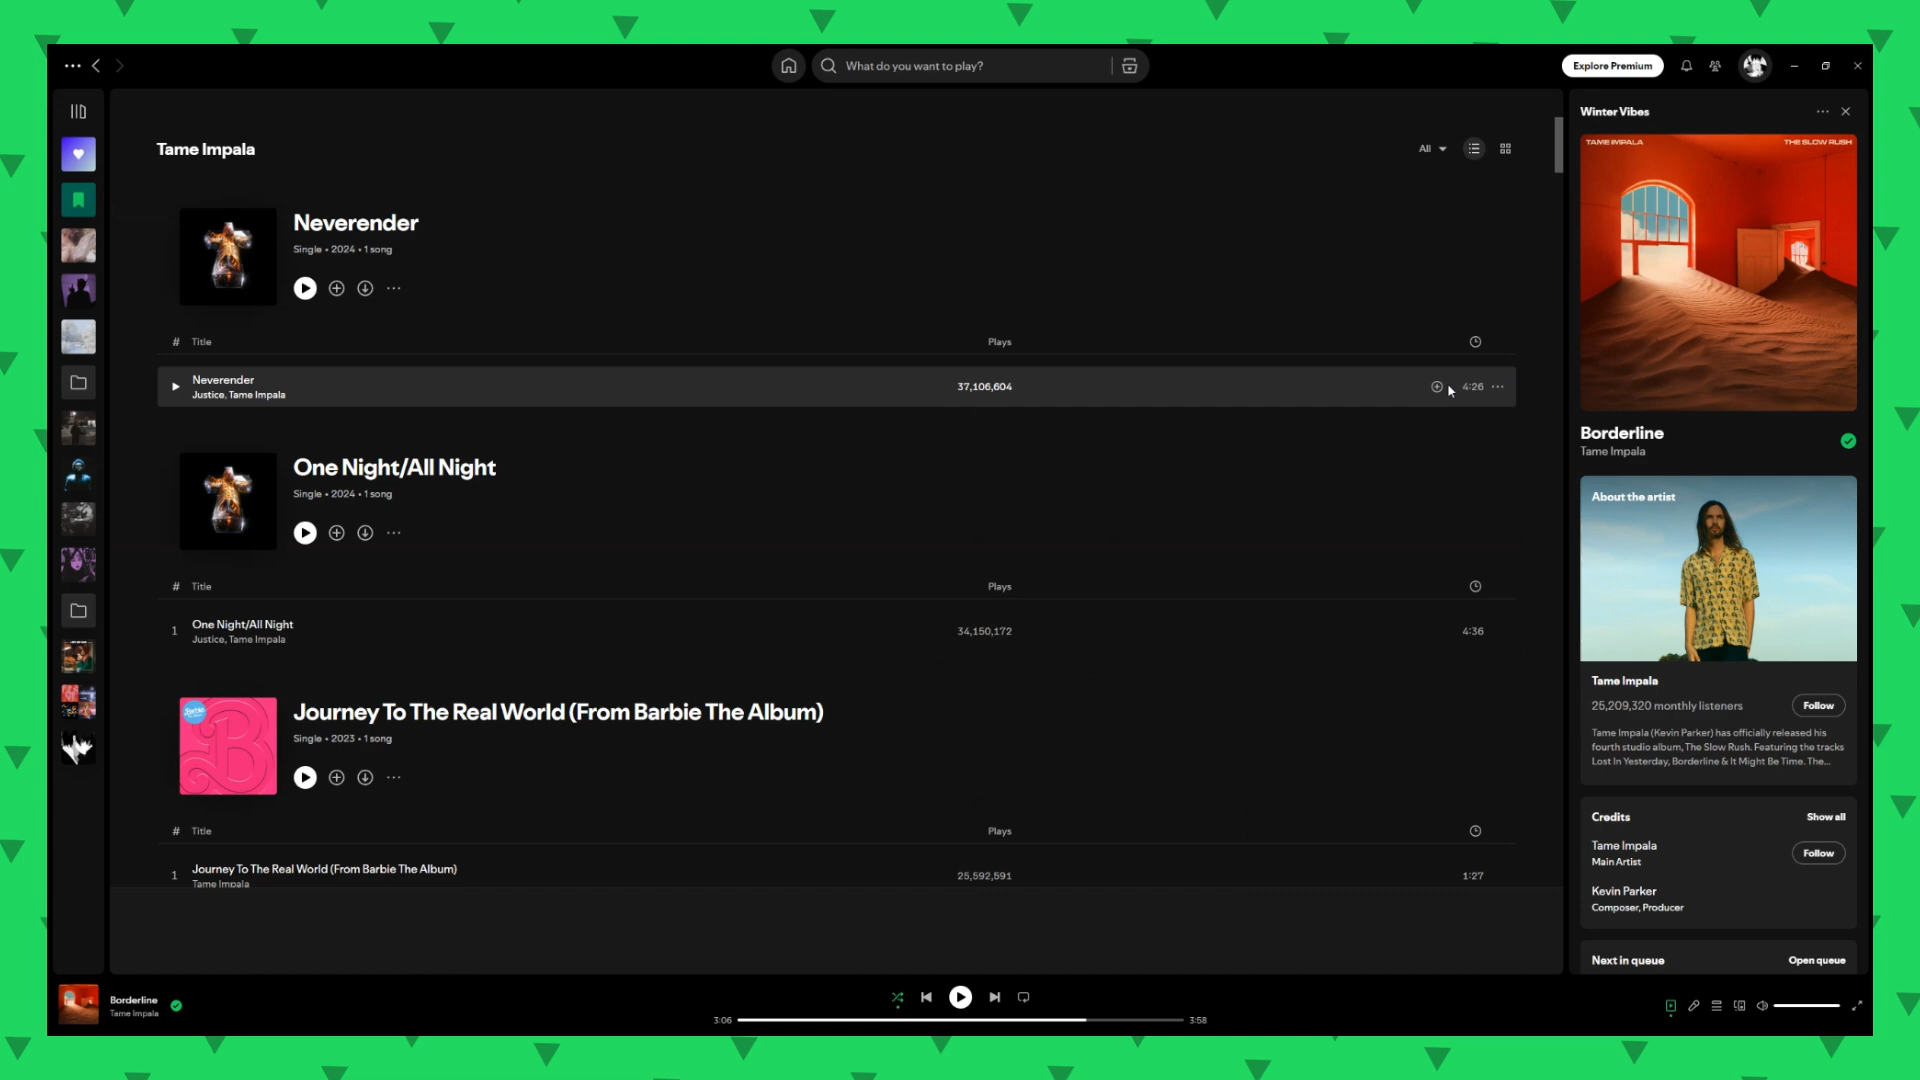 What do you want to play?
Explore Premium
Tame Impala
All
Neverender
Single • 2024 • 1 song
# Title Plays
Neverender
Justice, Tame Impala
37,106,604
4:26
One Night/All Night
Single • 2024 • 1 song
# Title Plays
1 One Night/All Night
Justice, Tame Impala
34,150,172
4:36
Barbie
Journey To The Real World (From Barbie The Album)
Single • 2023 • 1 song
# Title Plays
1 Journey To The Real World (From Barbie The Album)
Tame Impala
25,592,591
1:27
Winter Vibes
TAME IMPALA THE SLOW RUSH
Borderline
Tame Impala
About the artist
Tame Impala
25,209,320 monthly listeners
Follow
Tame Impala (Kevin Parker) has officially released his
fourth studio album, The Slow Rush. Featuring the tracks
Lost In Yesterday, Borderline & It Might Be Time. The...
Credits Show all
Tame Impala
Main Artist
Follow
Kevin Parker
Composer, Producer
Next in queue Open queue
Borderline
Tame Impala
3:06
3:58